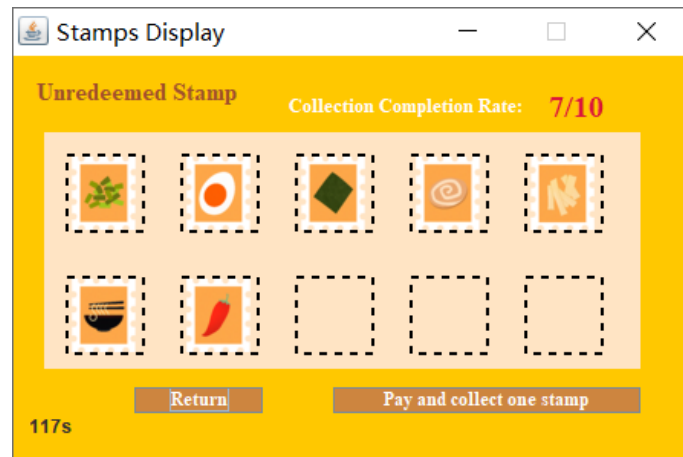 Stamps Display
Unredeemed Stamp
Collection Completion Rate: 7/10
Return
Pay and collect one stamp
117s